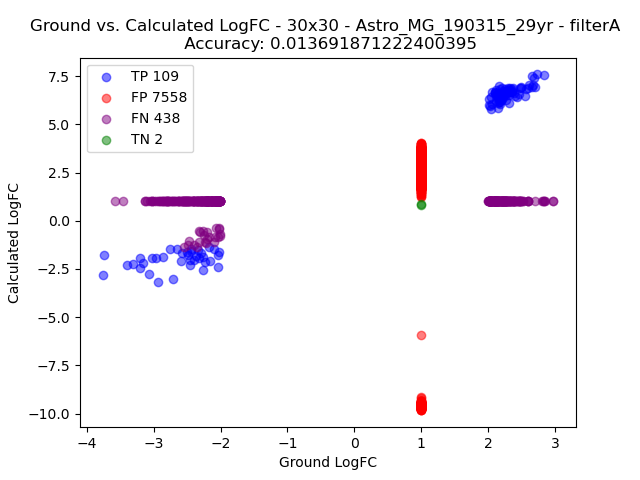 Ground vs. Calculated LogFC - 30x30 - Astro_MG_190315_29yr - filterA
Accuracy: 0.013691871222400395
TP 109
FP 7558
FN 438
TN 2
Calculated LogFC
7.5
5.0
2.5
0.0
−2.5
−5.0
−7.5
−10.0
−4
−3
−2
−1
0
1
2
3
Ground LogFC